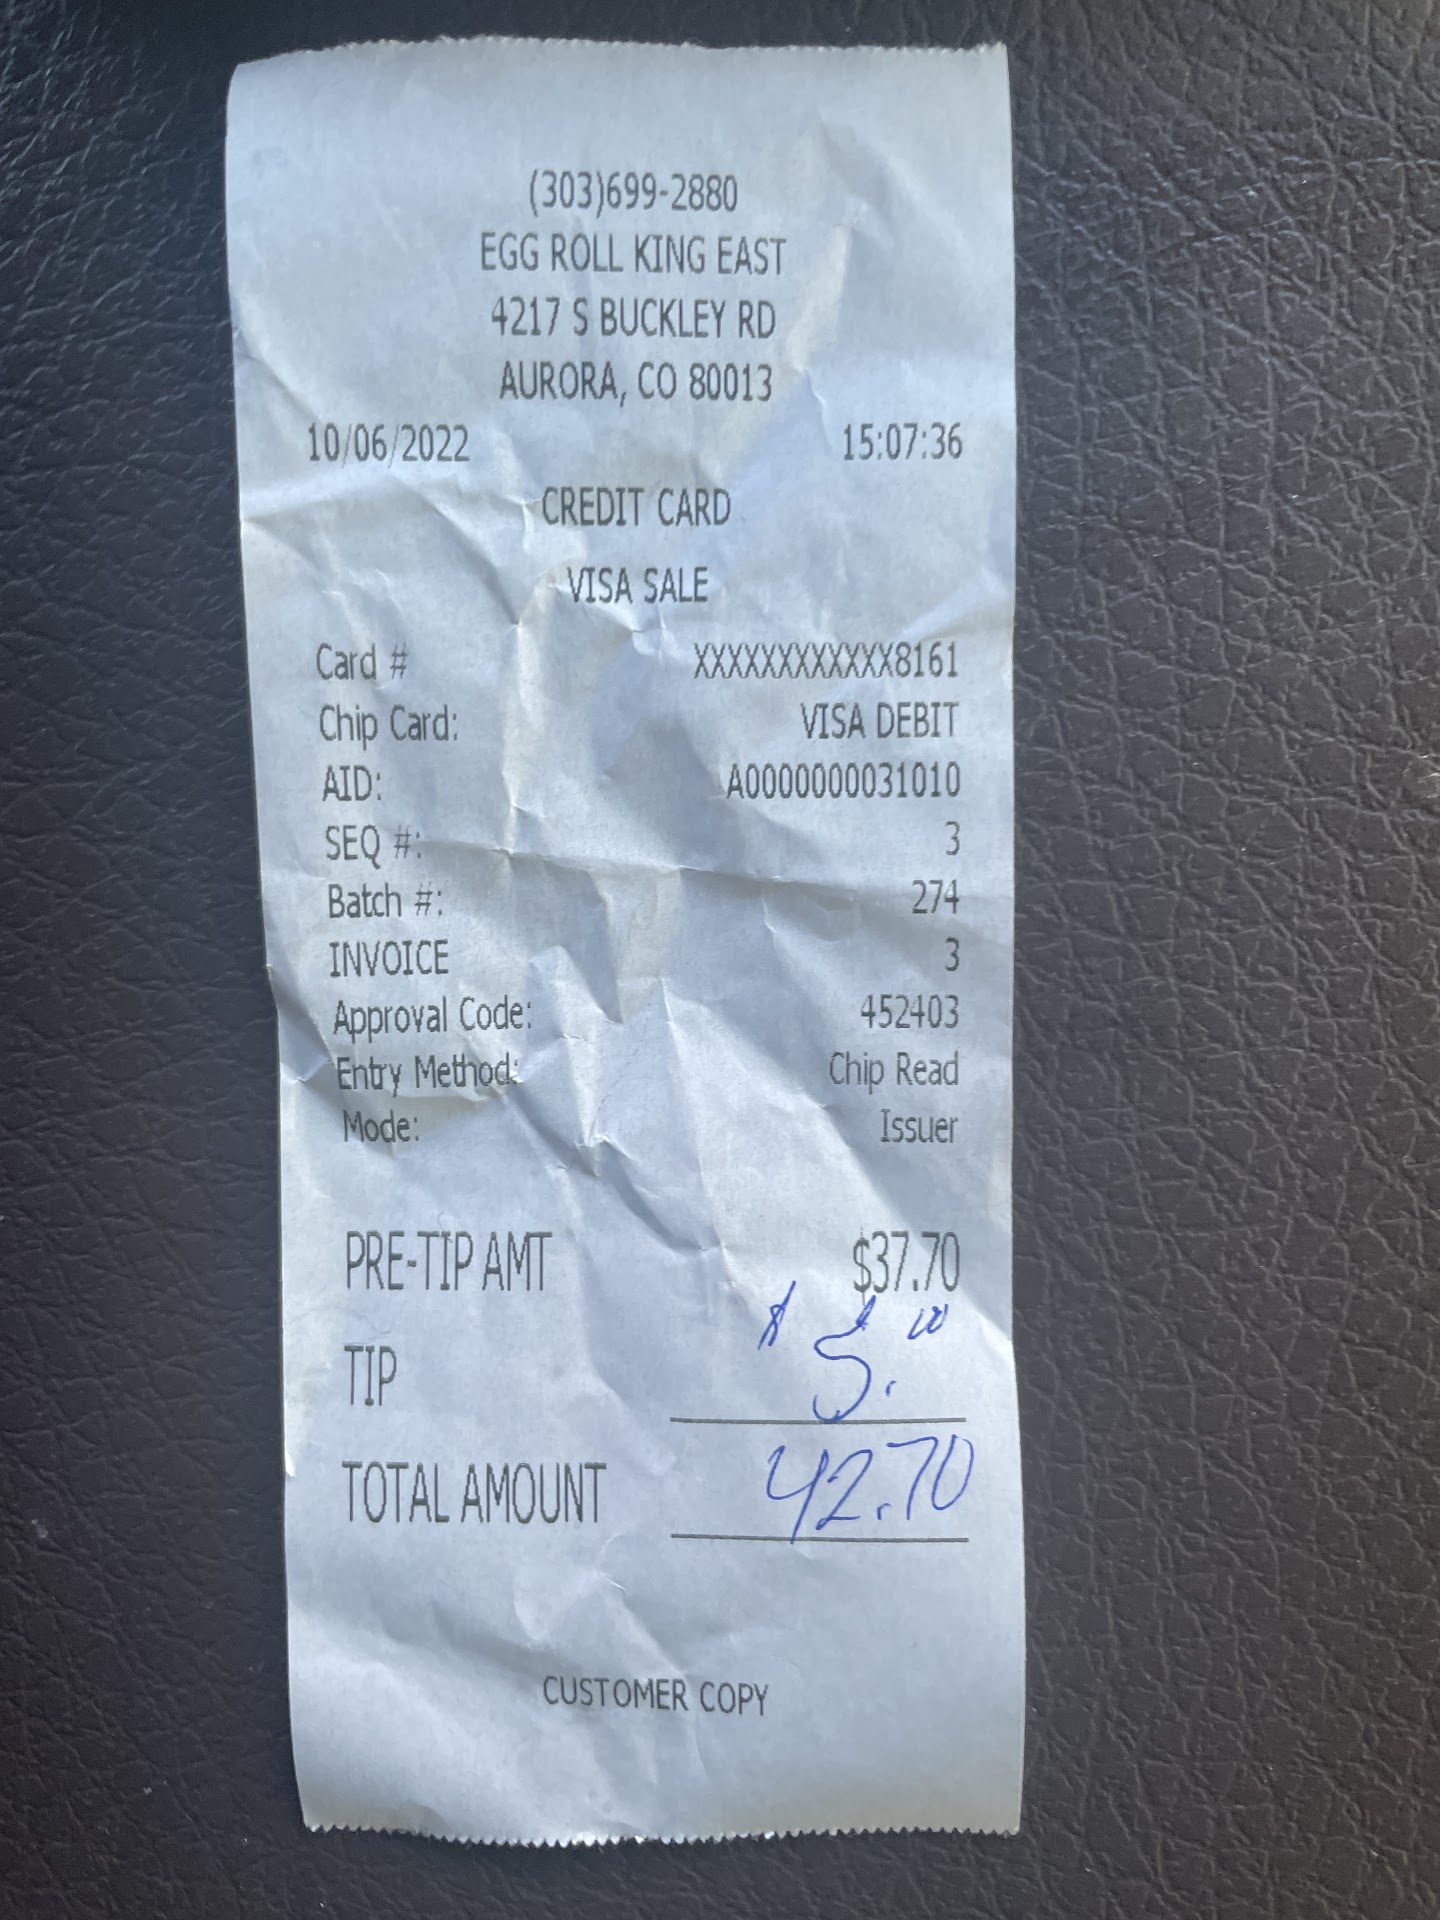 (303)699-2880
EGG ROLL KING EAST
4217 S BUCKLEY RD
AURORA, CO 80013
10/06/2022 15:07:36
CREDIT CARD
VISA SALE
Card # XXXXXXXXXXXX8161
Chip Card: VISA DEBIT
AID: A0000000031010
SEQ #: 3
Batch #: 274
INVOICE 3
Approval Code: 452403
Entry Method: Chip Read
Mode: Issuer
PRE-TIP AMT $37.70
TIP $ 5.00
TOTAL AMOUNT 42.70
CUSTOMER COPY